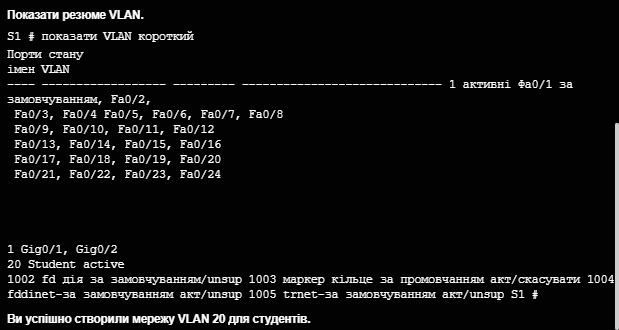 Показати резюме VLAN.
S1 # показати VLAN короткий
Порти стану
імен VLAN
---- ------------------ --------- ----------------------------- 1 активні Фа0/1 за
замовчуванням, Fa0/2,
Fa0/3, Fa0/4 Fa0/5, Fa0/6, Fa0/7, Fa0/8
Fa0/9, Fa0/10, Fa0/11, Fa0/12
Fa0/13, Fa0/14, Fa0/15, Fa0/16
Fa0/17, Fa0/18, Fa0/19, Fa0/20
Fa0/21, Fa0/22, Fa0/23, Fa0/24
1 Gig0/1, Gig0/2
20 Student active
1002 fd дія за замовчуванням/unsup 1003 маркер кільце за промовчанням акт/скасувати 1004
fddinet-за замовчуванням акт/unsup 1005 trnet-за замовчуванням акт/unsup S1 #
Ви успішно створили мережу VLAN 20 для студентів.